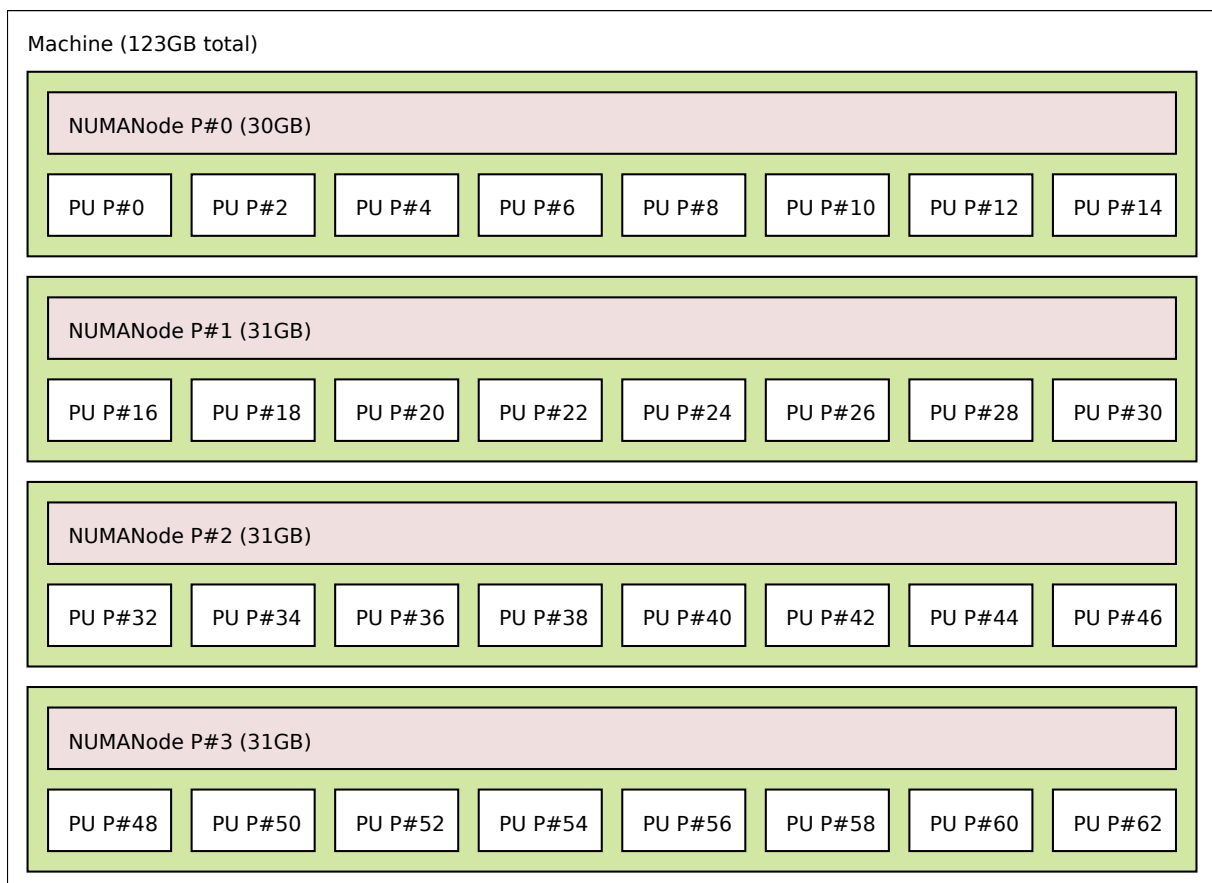 Machine (123GB total)
NUMANode P#0 (30GB)
PU P#0 PU P#2 PU P#4 PU P#6 PU P#8 PU P#10 PU P#12 PU P#14
NUMANode P#1 (31GB)
PU P#16 PU P#18 PU P#20 PU P#22 PU P#24 PU P#26 PU P#28 PU P#30
NUMANode P#2 (31GB)
PU P#32 PU P#34 PU P#36 PU P#38 PU P#40 PU P#42 PU P#44 PU P#46
NUMANode P#3 (31GB)
PU P#48 PU P#50 PU P#52 PU P#54 PU P#56 PU P#58 PU P#60 PU P#62